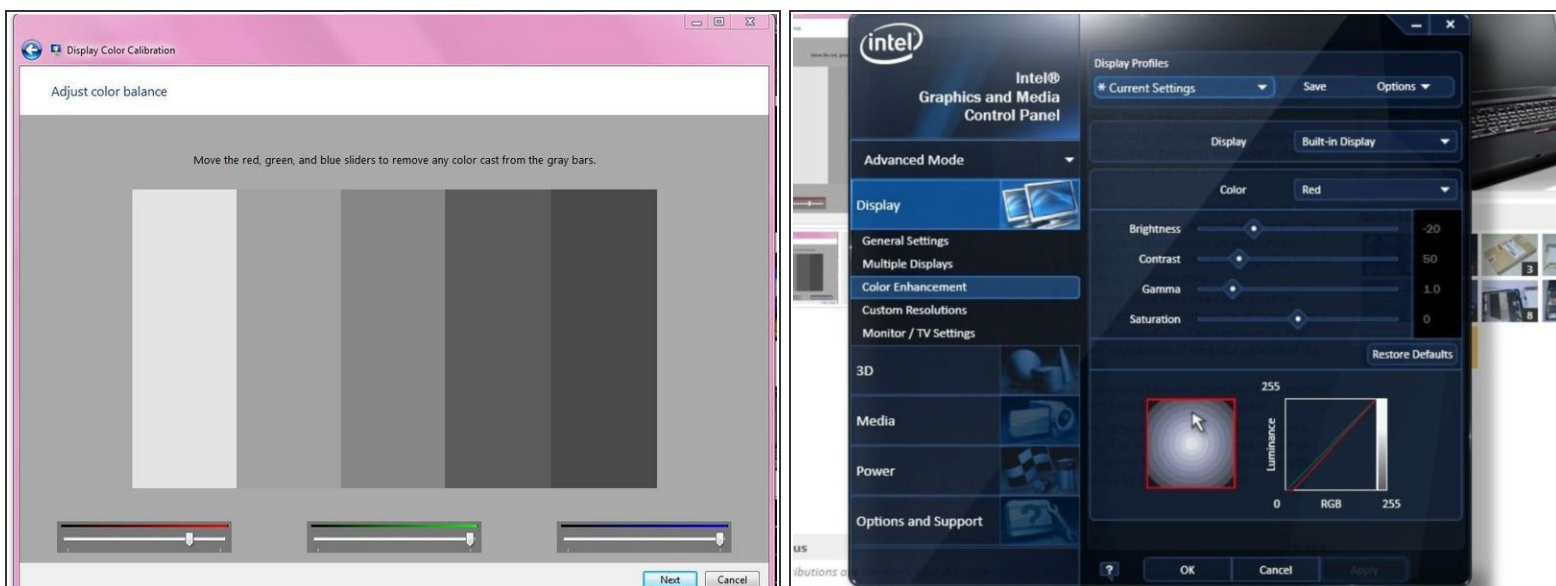 Display Color Calibration
Adjust color balance
Move the red, green, and blue sliders to remove any color cast from the gray bars.
Next
Cancel
intel
Intel®
Graphics and Media
Control Panel
Advanced Mode
Display
General Settings
Multiple Displays
Color Enhancement
Custom Resolutions
Monitor / TV Settings
3D
Media
Power
Options and Support
Display Profiles
* Current Settings
Save
Options
Display
Built-in Display
Color
Red
Brightness
-20
Contrast
50
Gamma
1.0
Saturation
0
Restore Defaults
255
Luminance
0
RGB
255
?
OK
Cancel
Apply
3
8
us